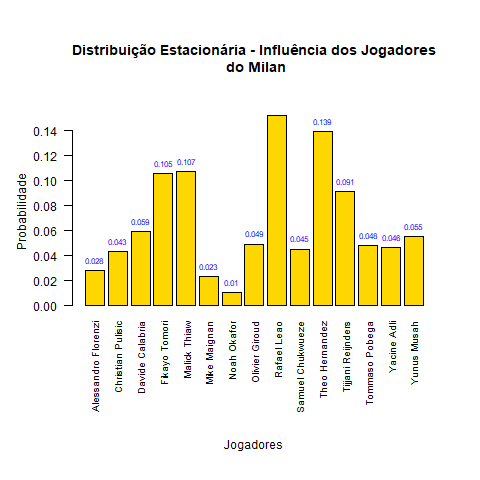 Distribuição Estacionária - Influência dos Jogadores
do Milan
Probabilidade
0.14
0.12
0.10
0.08
0.06
0.04
0.02
0.00
0.028
0.043
0.059
0.105
0.107
0.023
0.01
0.049
0.045
0.139
0.091
0.048
0.046
0.055
Alessandro Florenzi
Christian Pulisic
Davide Calabria
Fikayo Tomori
Malick Thiaw
Mike Maignan
Noah Okafor
Olivier Giroud
Rafael Leao
Samuel Chukwueze
Theo Hernandez
Tijjani Reijnders
Tommaso Pobega
Yacine Adli
Yunus Musah
Jogadores